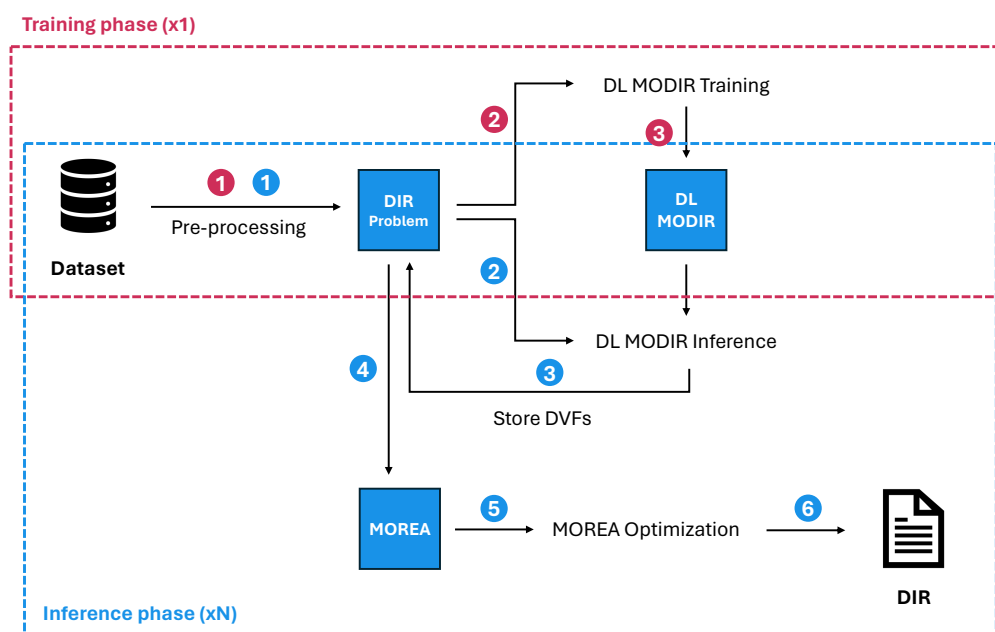 Training phase (x1)
DL MODIR Training
2
3
1 1
DIR
Problem
DL
MODIR
Pre-processing
Dataset
2
DL MODIR Inference
4
3
Store DVFs
MOREA
5
MOREA Optimization
6
DIR
Inference phase (xN)